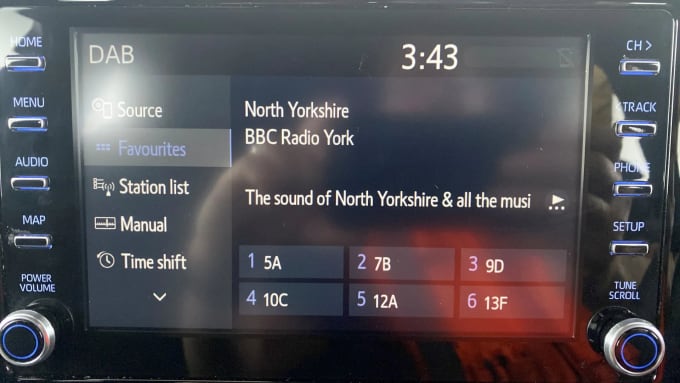 HOME
MENU
AUDIO
MAP
POWER
VOLUME
DAB
3:43
Source
Favourites
Station list
Manual
Time shift
North Yorkshire
BBC Radio York
The sound of North Yorkshire & all the musi
1 5A
2 7B
3 9D
4 10C
5 12A
6 13F
CH >
TRACK
PHONE
SETUP
TUNE
SCROLL